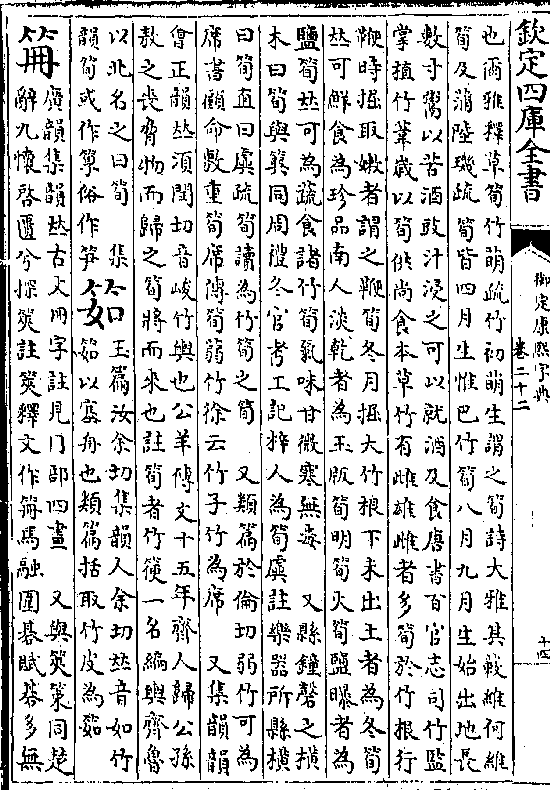 欽定四庫全書
御定康熙字典
卷二十二
十四
也爾雅釋草筍竹萌疏竹初萌生謂之筍詩大雅其蔌維何維
筍及蒲陸璣疏筍皆四月生惟巴竹筍八月九月生始出地長
數寸鬻以苦酒豉汁浸之可以就酒及食唐書百官志司竹監
掌植竹葦歲以筍供尚食本草竹有雌雄雌者多筍於竹根行
鞭時掘取嫩者謂之鞭筍冬月掘大竹根下未出土者為冬筍
𠀤可鮮食為珍品南人淡乾者為玉版筍明筍火筍鹽曝者為
鹽筍𠀤可為蔬食諸竹筍氣味甘微寒無毒 又縣鐘磬之橫
木曰筍與簨同周禮冬官考工記梓人為筍虡註樂器所縣橫
曰筍直曰虡疏筍讀為竹筍之筍 又類篇於倫切弱竹可為
席書顧命敷重筍席傳筍蒻竹徐云竹子竹為席 又集韻韻
會正韻𠀤須閏切音峻竹輿也公羊傳文十五年齊人歸公孫
敖之喪脅物而歸之筍將而來也註筍者竹箯一名編輿齊魯
以北名之曰筍 集
韻筍或作筼俗作笋
筎
玉篇汝余切集韻人余切𠀤音如竹
筎以塞舟也類篇括取竹皮為筎
笧
廣韻集韻𠀤古文冊字註見冂部四畫 又與筴策同楚
辭九懷啓匱兮探筴註筴釋文作笧馬融圍棊賦棊多無